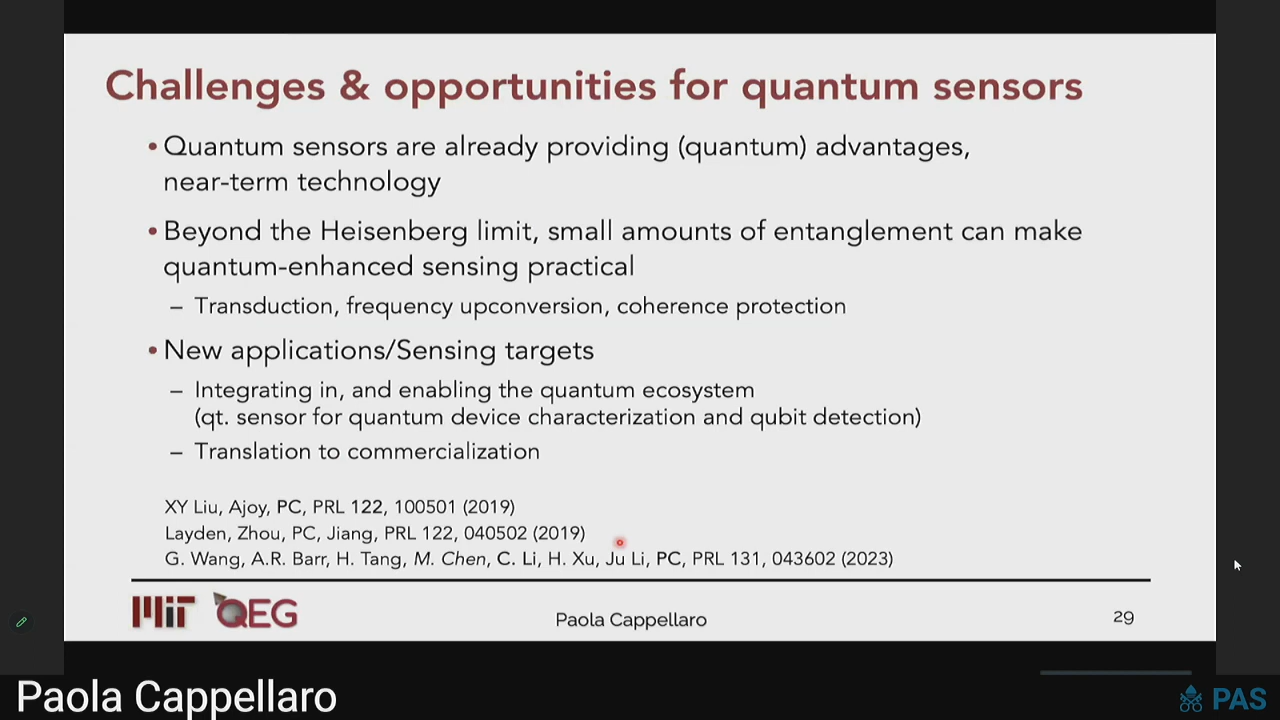 Challenges & opportunities for quantum sensors
• Quantum sensors are already providing (quantum) advantages,
near-term technology
• Beyond the Heisenberg limit, small amounts of entanglement can make
quantum-enhanced sensing practical
– Transduction, frequency upconversion, coherence protection
• New applications/Sensing targets
– Integrating in, and enabling the quantum ecosystem
(qt. sensor for quantum device characterization and qubit detection)
– Translation to commercialization
XY Liu, Ajoy, PC, PRL 122, 100501 (2019)
Layden, Zhou, PC, Jiang, PRL 122, 040502 (2019)
G. Wang, A.R. Barr, H. Tang, M. Chen, C. Li, H. Xu, Ju Li, PC, PRL 131, 043602 (2023)
MIT QEG
Paola Cappellaro
29
Paola Cappellaro
PAS